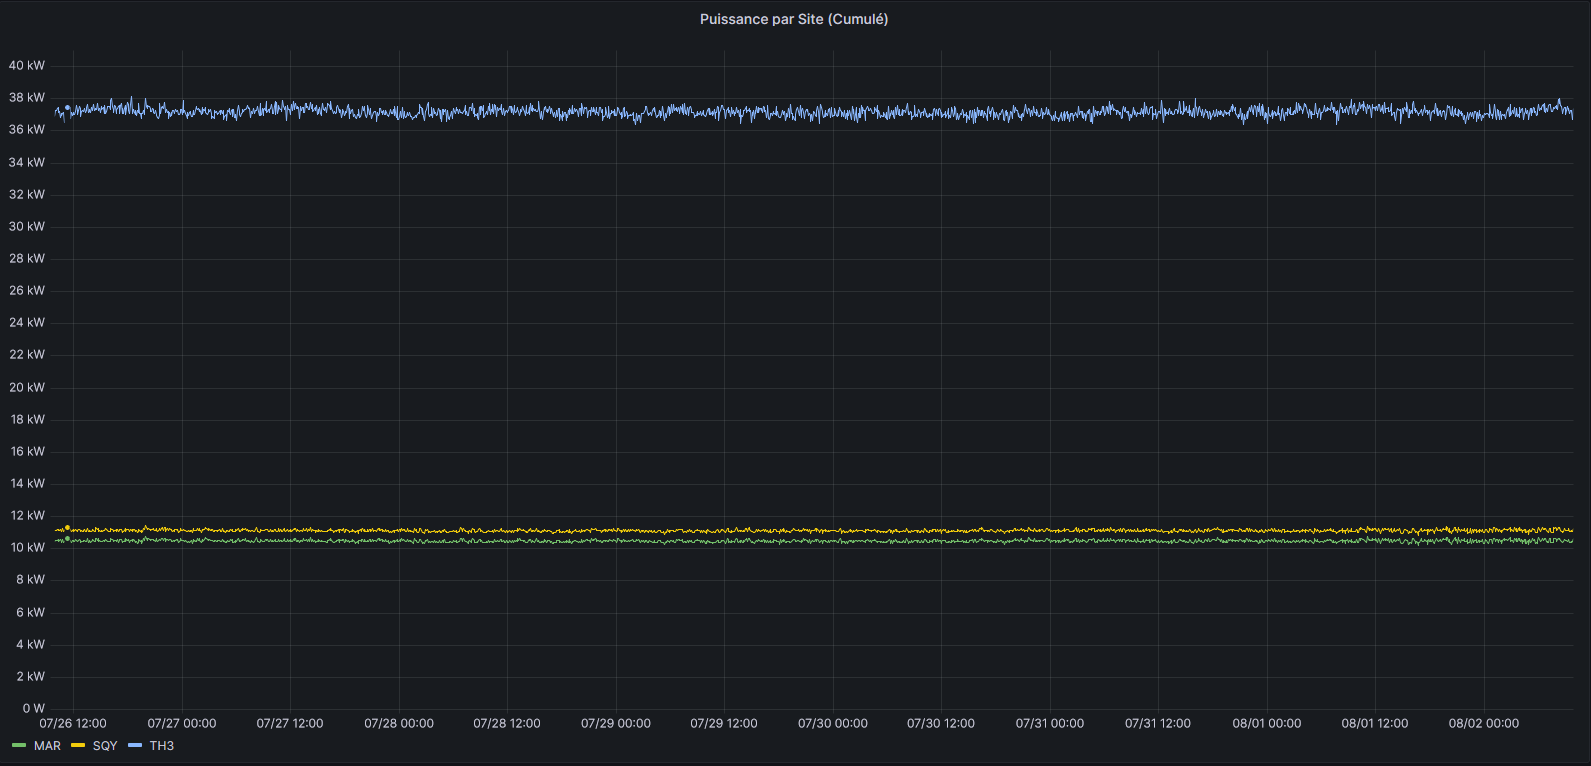 Puissance par Site (Cumulé)
40 kW
38 kW
36 kW
34 kW
32 kW
30 kW
28 kW
26 kW
24 kW
22 kW
20 kW
18 kW
16 kW
14 kW
12 kW
10 kW
8 kW
6 kW
4 kW
2 kW
0 W
07/26 12:00 07/27 00:00 07/27 12:00 07/28 00:00 07/28 12:00 07/29 00:00 07/29 12:00 07/30 00:00 07/30 12:00 07/31 00:00 07/31 12:00 08/01 00:00 08/01 12:00 08/02 00:00
MAR SQY TH3